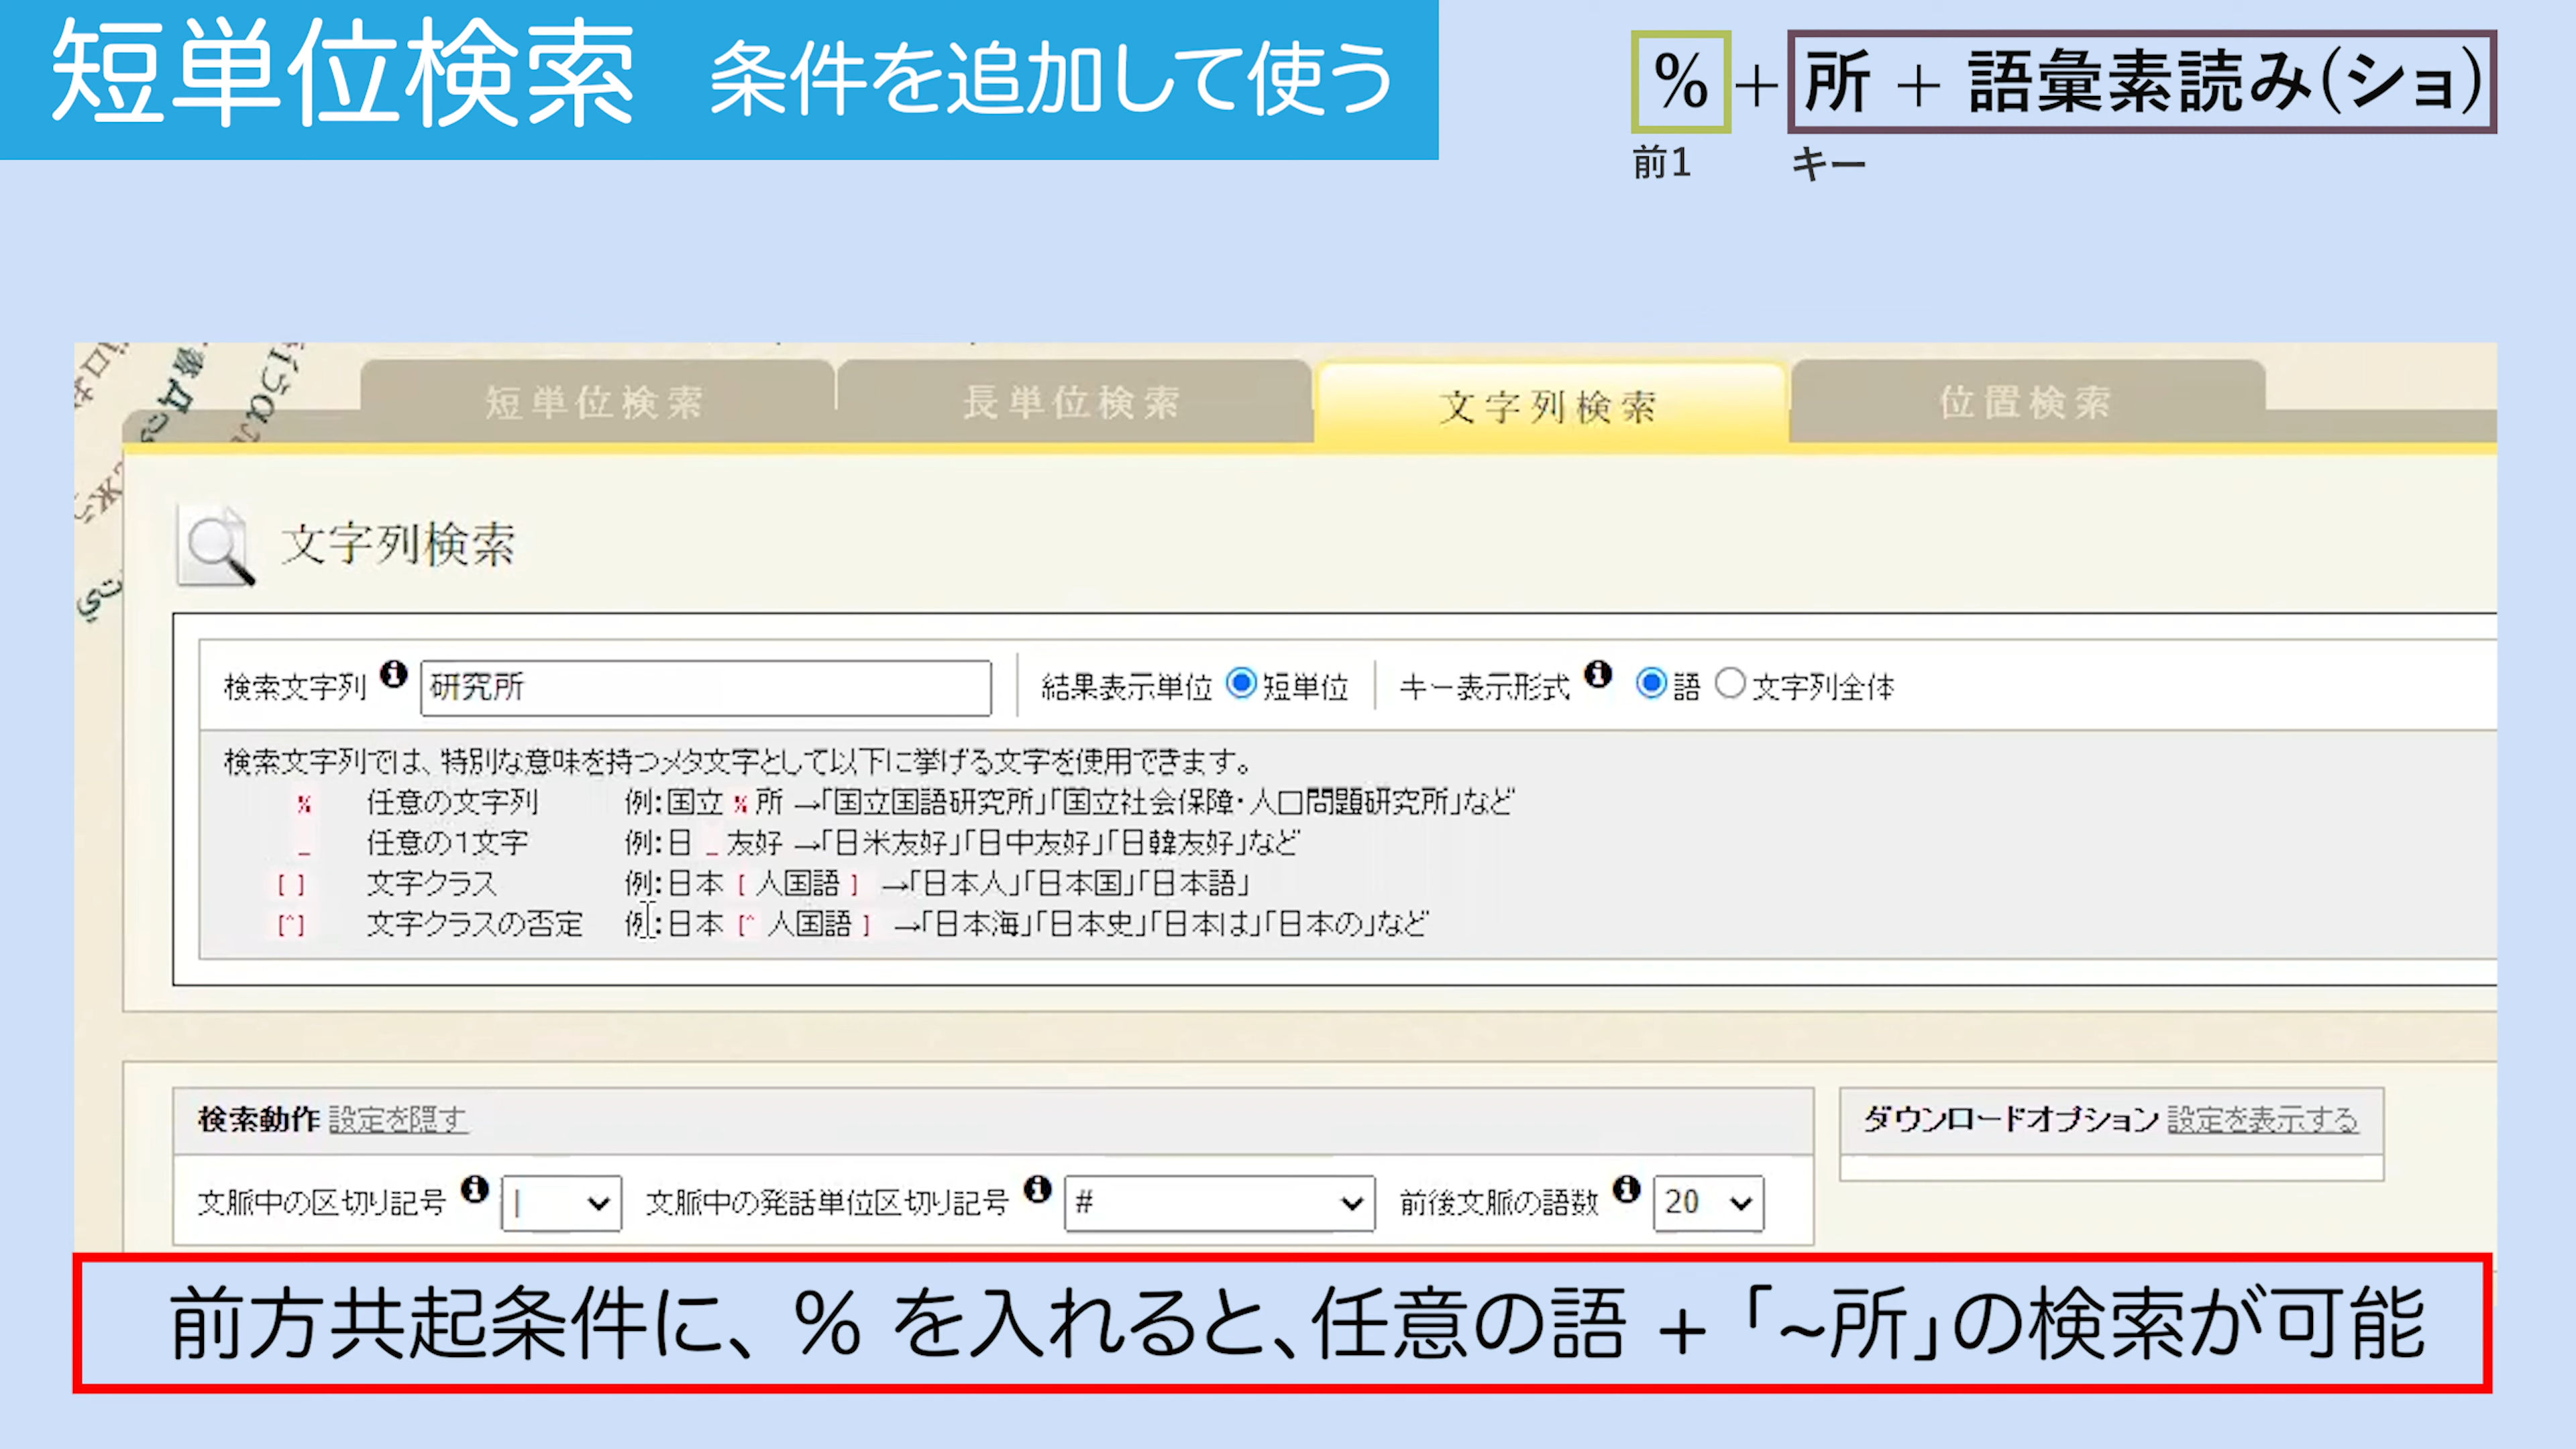 短単位検索 条件を追加して使う
% + 所 + 語彙素読み(ショ)
前1 キー
短単位検索 長単位検索 文字列検索 位置検索
文字列検索
検索文字列 研究所 結果表示単位 短単位 キー表示形式 語 文字列全体
検索文字列では、特別な意味を持つメタ文字として以下に挙げる文字を使用できます。
% 任意の文字列 例:国立%所 →「国立国語研究所」「国立社会保障・人口問題研究所」など
_ 任意の1文字 例:日_友好 →「日米友好」「日中友好」「日韓友好」など
[] 文字クラス 例:日本[人国語] →「日本人」「日本国」「日本語」
[^] 文字クラスの否定 例:日本[^人国語] →「日本海」「日本史」「日本は」「日本の」など
検索動作 設定を隠す ダウンロードオプション 設定を表示する
文脈中の区切り記号 | 文脈中の発話単位区切り記号 # 前後文脈の語数 20
前方共起条件に、% を入れると、任意の語 + 「~所」の検索が可能